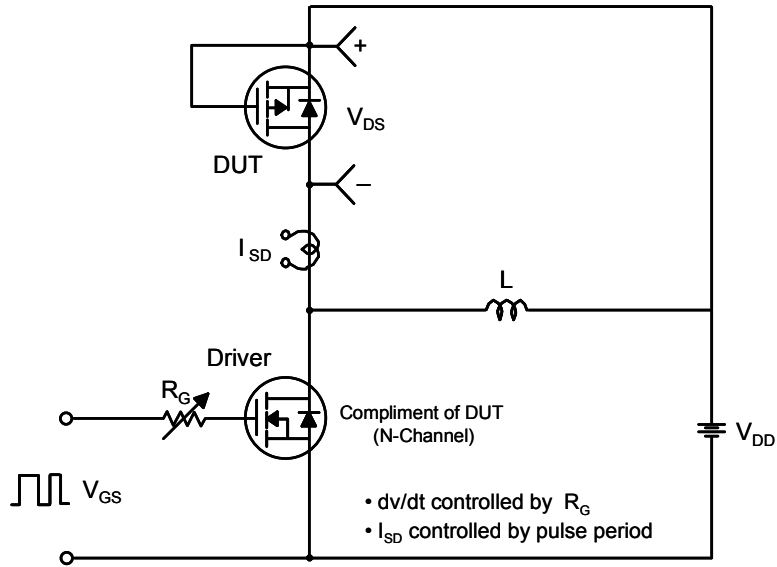 +
V_DS
DUT
–
I_SD
L
Driver
R_G
Compliment of DUT
(N-Channel)
V_DD
V_GS
• dv/dt controlled by R_G
• I_SD controlled by pulse period